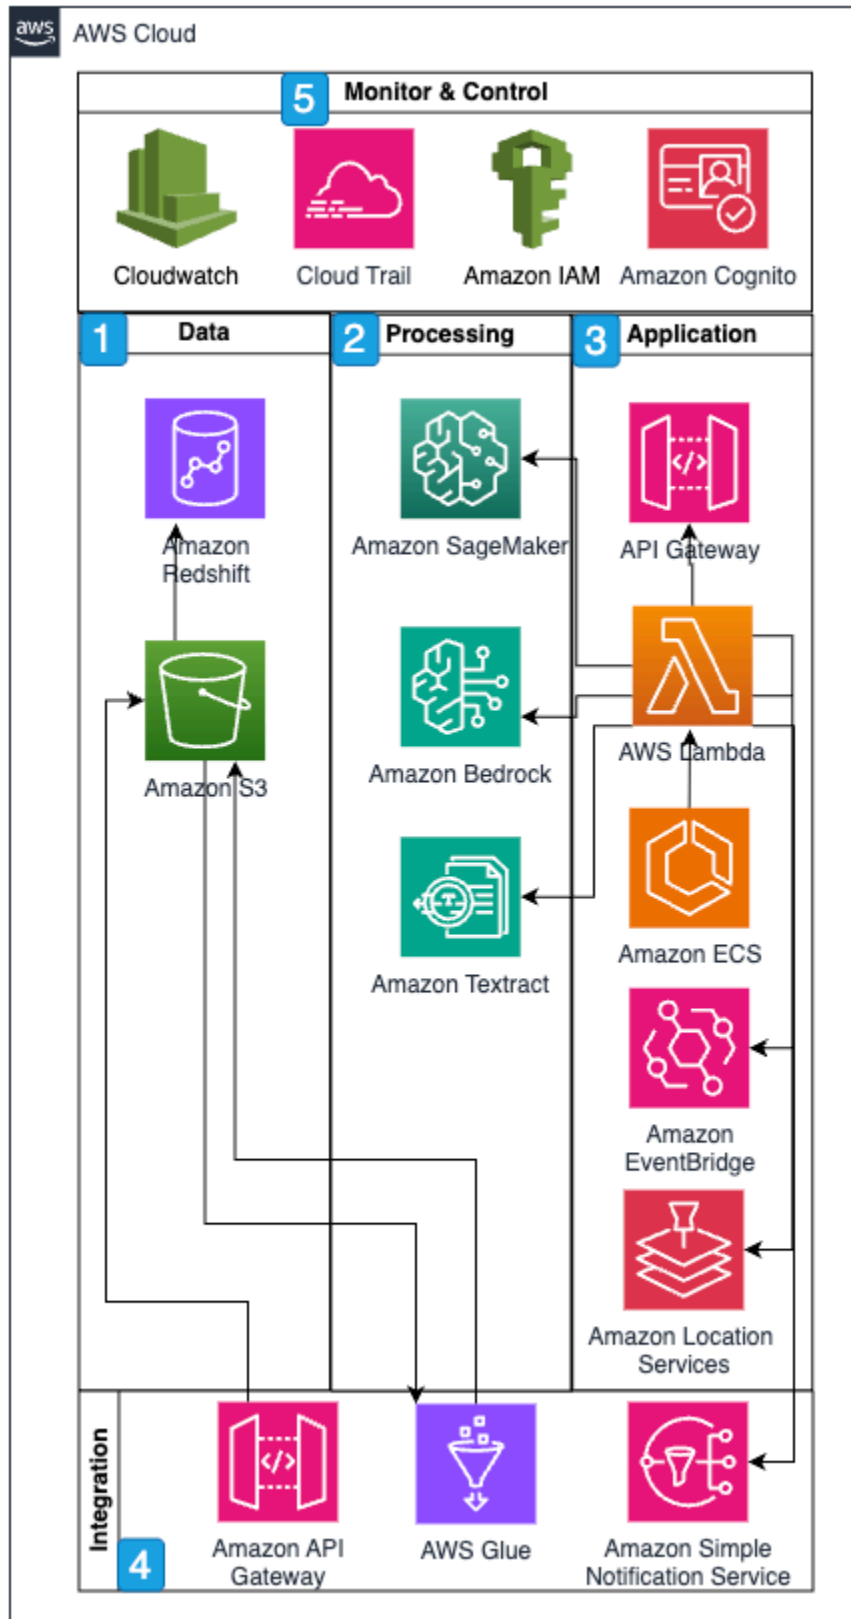 aws
AWS Cloud
5
Monitor & Control
Cloudwatch
Cloud Trail
Amazon IAM
Amazon Cognito
1
Data
2
Processing
3
Application
Amazon
Redshift
Amazon SageMaker
API Gateway
Amazon S3
Amazon Bedrock
AWS Lambda
Amazon Textract
Amazon ECS
Amazon
EventBridge
Amazon Location
Services
Integration
4
Amazon API
Gateway
AWS Glue
Amazon Simple
Notification Service